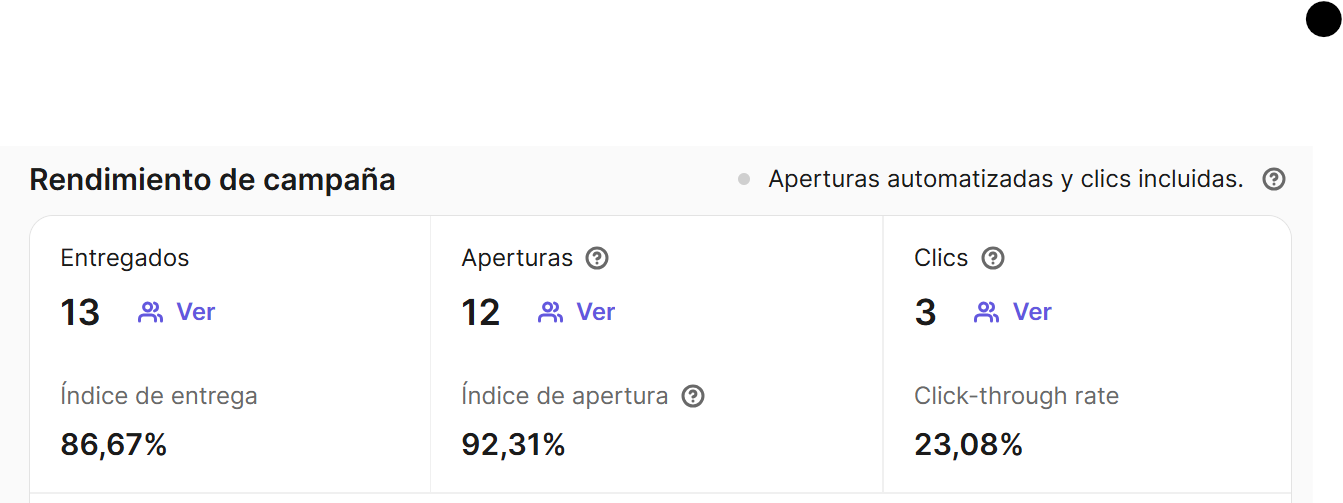 Rendimiento de campaña
Aperturas automatizadas y clics incluidas.
Entregados
13 Ver
Índice de entrega
86,67%
Aperturas
12 Ver
Índice de apertura
92,31%
Clics
3 Ver
Click-through rate
23,08%